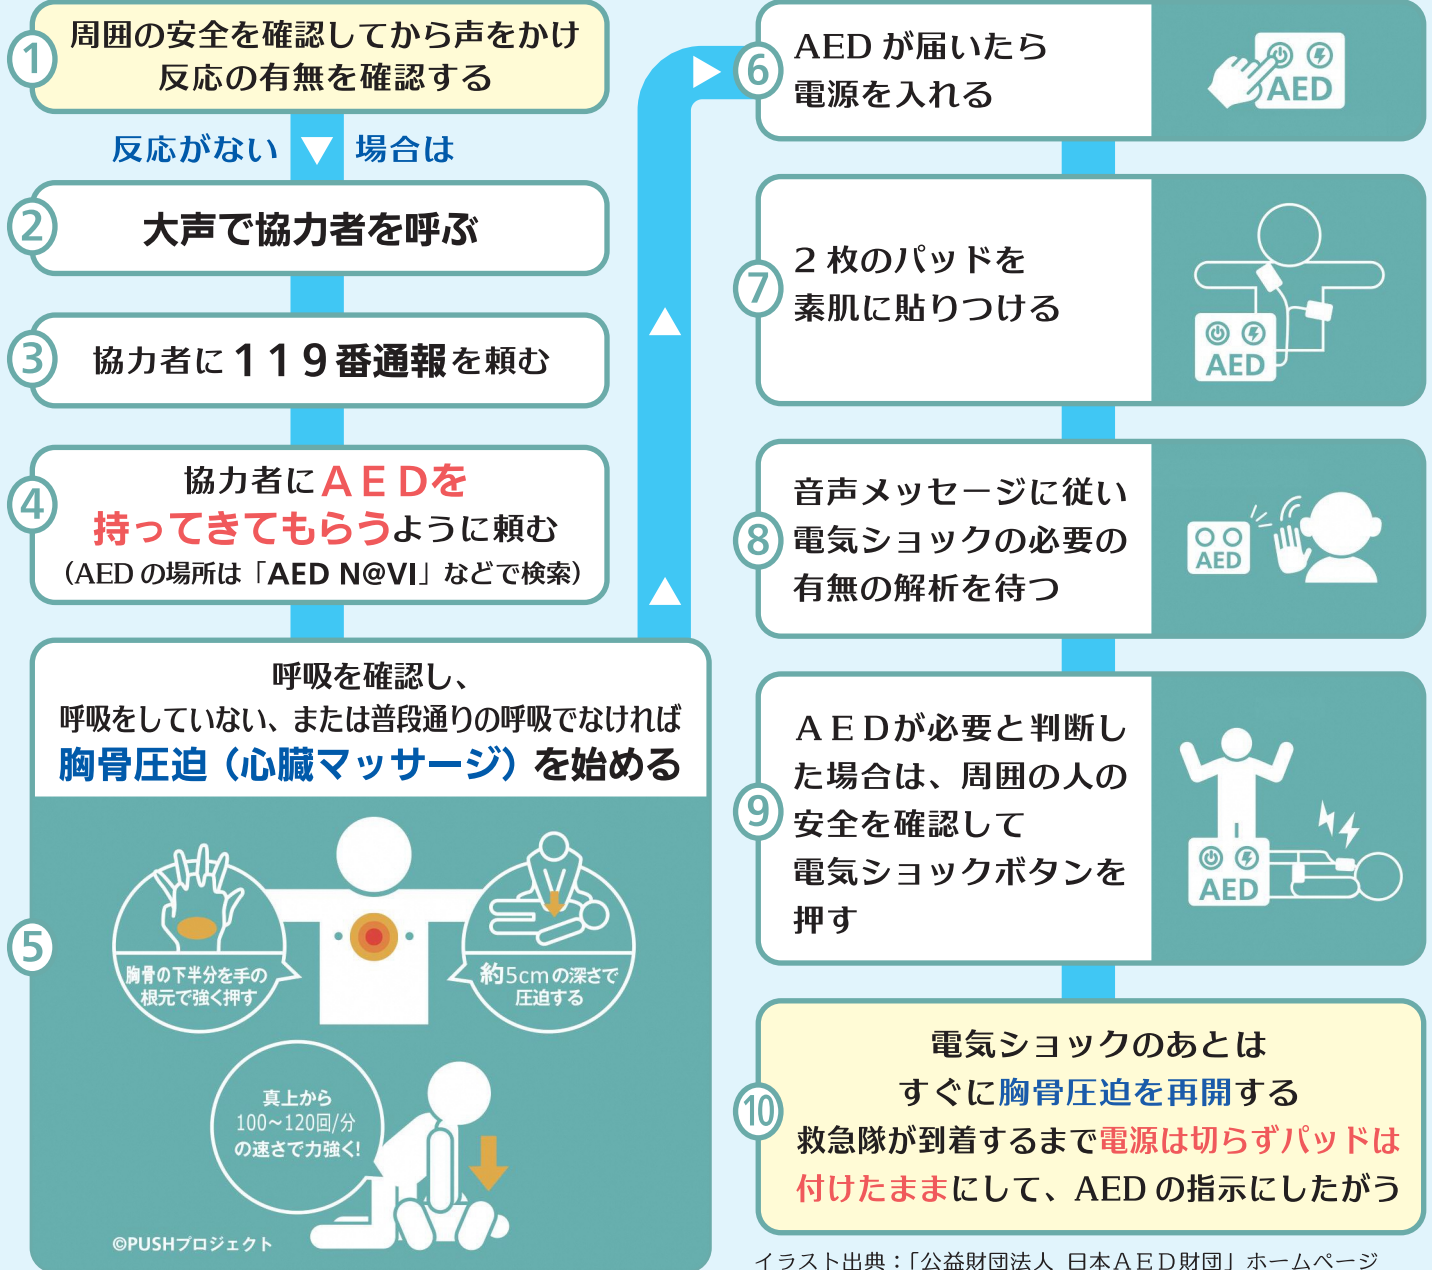 1
周囲の安全を確認してから声をかけ
反応の有無を確認する
反応がない 場合は
2
大声で協力者を呼ぶ
3
協力者に119番通報を頼む
4
協力者にAEDを
持ってきてもらうように頼む
(AED の場所は「AED N@VI」などで検索)
5
呼吸を確認し、
呼吸をしていない、または普段通りの呼吸でなければ
胸骨圧迫(心臓マッサージ)を始める
胸骨の下半分を手の
根元で強く押す
約5cmの深さで
圧迫する
真上から
100~120回/分
の速さで力強く!
©PUSHプロジェクト
6
AED が届いたら
電源を入れる
AED
7
2 枚のパッドを
素肌に貼りつける
AED
8
音声メッセージに従い
電気ショックの必要の
有無の解析を待つ
AED
9
AEDが必要と判断し
た場合は、周囲の人の
安全を確認して
電気ショックボタンを
押す
AED
10
電気ショックのあとは
すぐに胸骨圧迫を再開する
救急隊が到着するまで電源は切らずパッドは
付けたままにして、AED の指示にしたがう
イラスト出典:「公益財団法人 日本AED財団」ホームページ